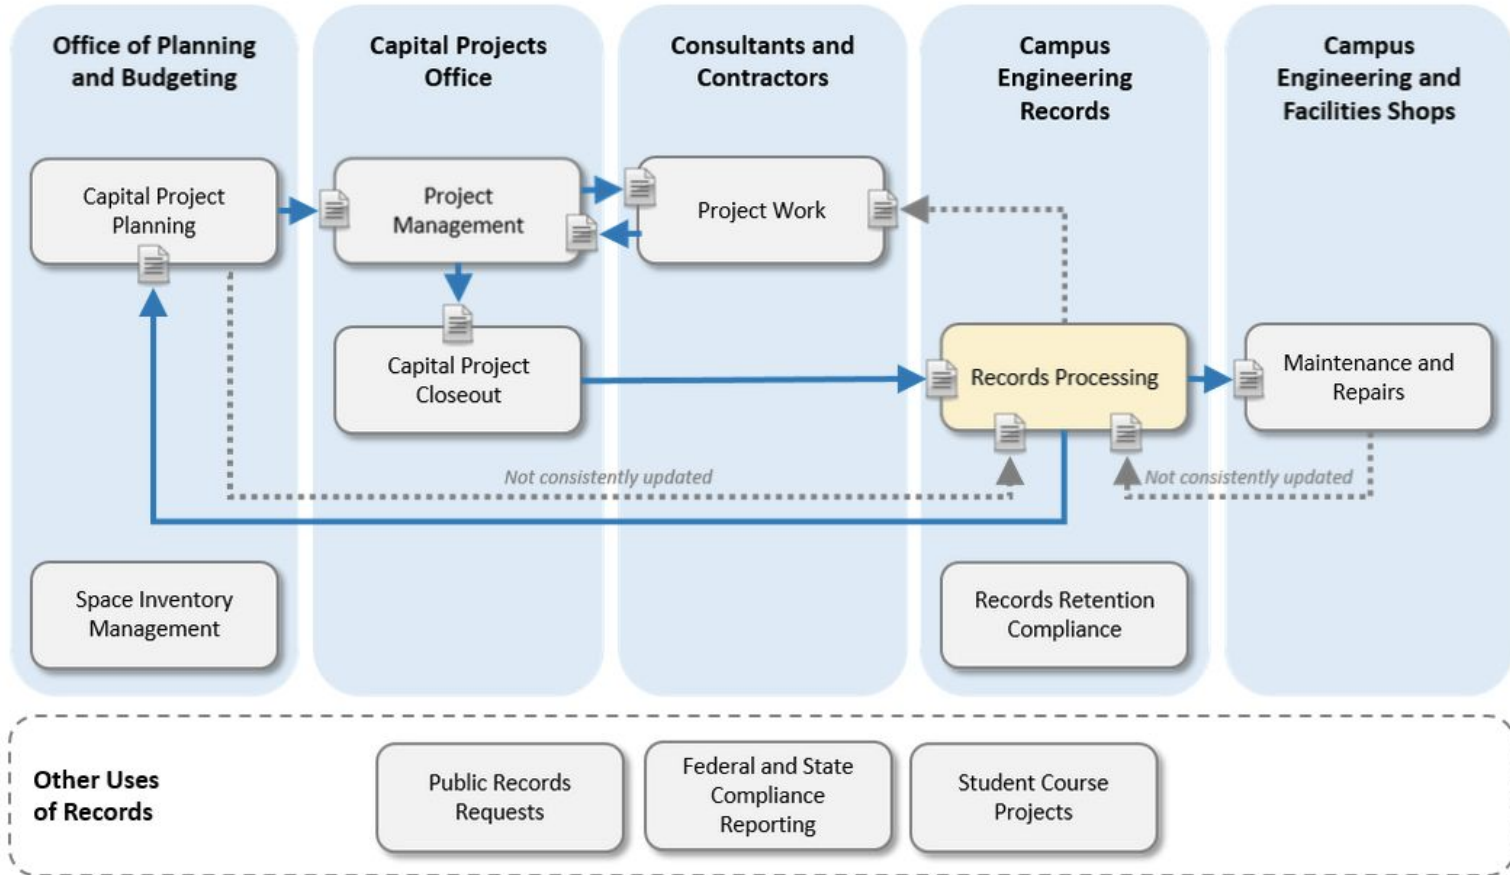 Office of Planning
and Budgeting
Capital Projects
Office
Consultants and
Contractors
Campus
Engineering
Records
Campus
Engineering and
Facilities Shops
Capital Project
Planning
Project
Management
Project Work
Capital Project
Closeout
Records Processing
Maintenance and
Repairs
Not consistently updated
Not consistently updated
Space Inventory
Management
Records Retention
Compliance
Other Uses
of Records
Public Records
Requests
Federal and State
Compliance
Reporting
Student Course
Projects